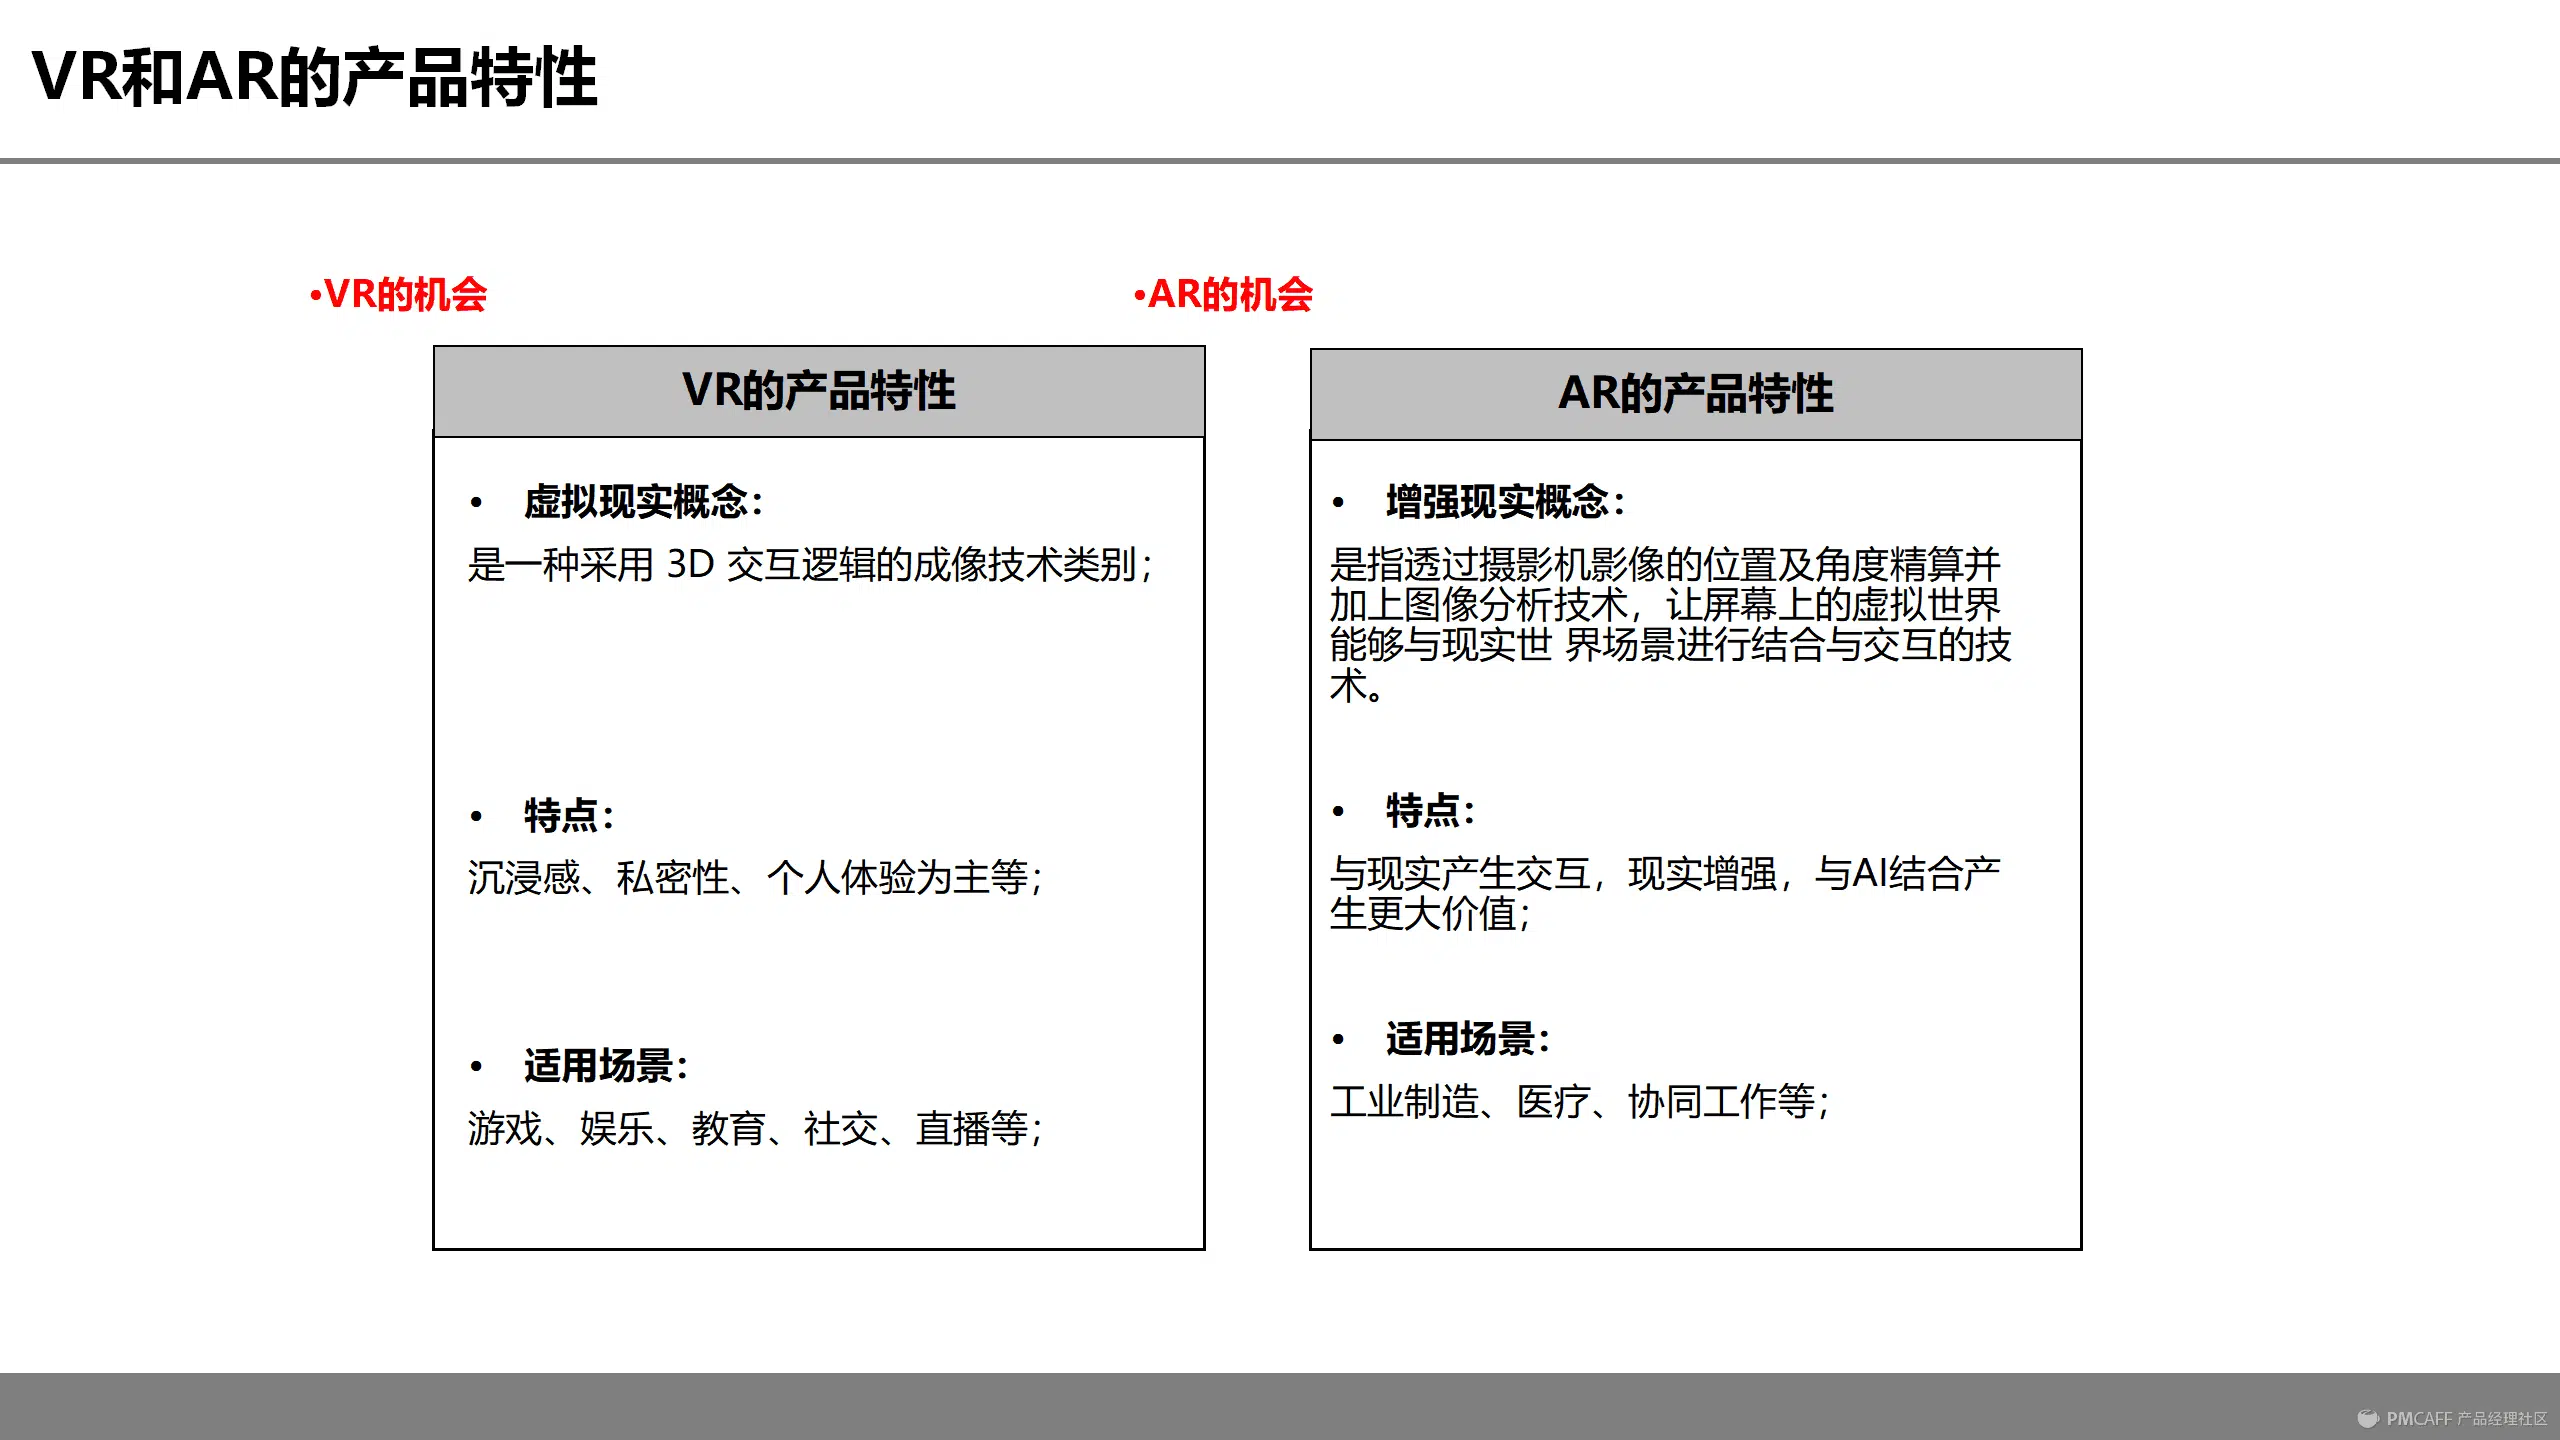 VR和AR的产品特性
•VR的机会
•AR的机会
VR的产品特性
• 虚拟现实概念：
是一种采用 3D 交互逻辑的成像技术类别；
• 特点：
沉浸感、私密性、个人体验为主等；
• 适用场景：
游戏、娱乐、教育、社交、直播等；
AR的产品特性
• 增强现实概念：
是指透过摄影机影像的位置及角度精算并
加上图像分析技术，让屏幕上的虚拟世界
能够与现实世 界场景进行结合与交互的技
术。
• 特点：
与现实产生交互，现实增强，与AI结合产
生更大价值；
• 适用场景：
工业制造、医疗、协同工作等；
PMCAFF 产品经理社区